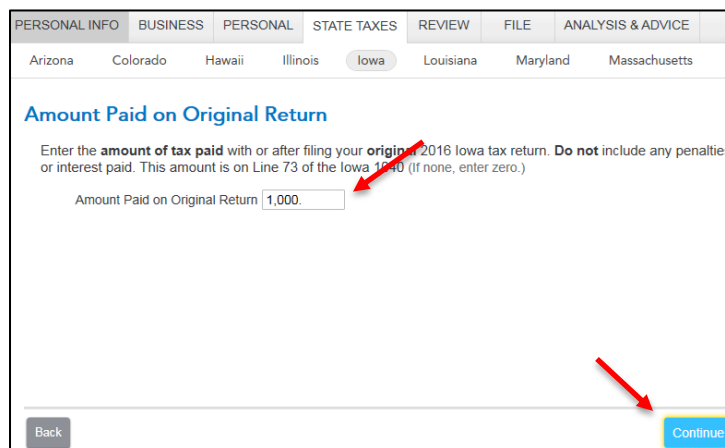 PERSONAL INFO BUSINESS PERSONAL STATE TAXES REVIEW FILE ANALYSIS & ADVICE
Arizona Colorado Hawaii Illinois Iowa Louisiana Maryland Massachusetts
Amount Paid on Original Return
Enter the amount of tax paid with or after filing your original 2016 Iowa tax return. Do not include any penalties
or interest paid. This amount is on Line 73 of the Iowa 1040 (If none, enter zero.)
Amount Paid on Original Return 1,000.
Back Continue